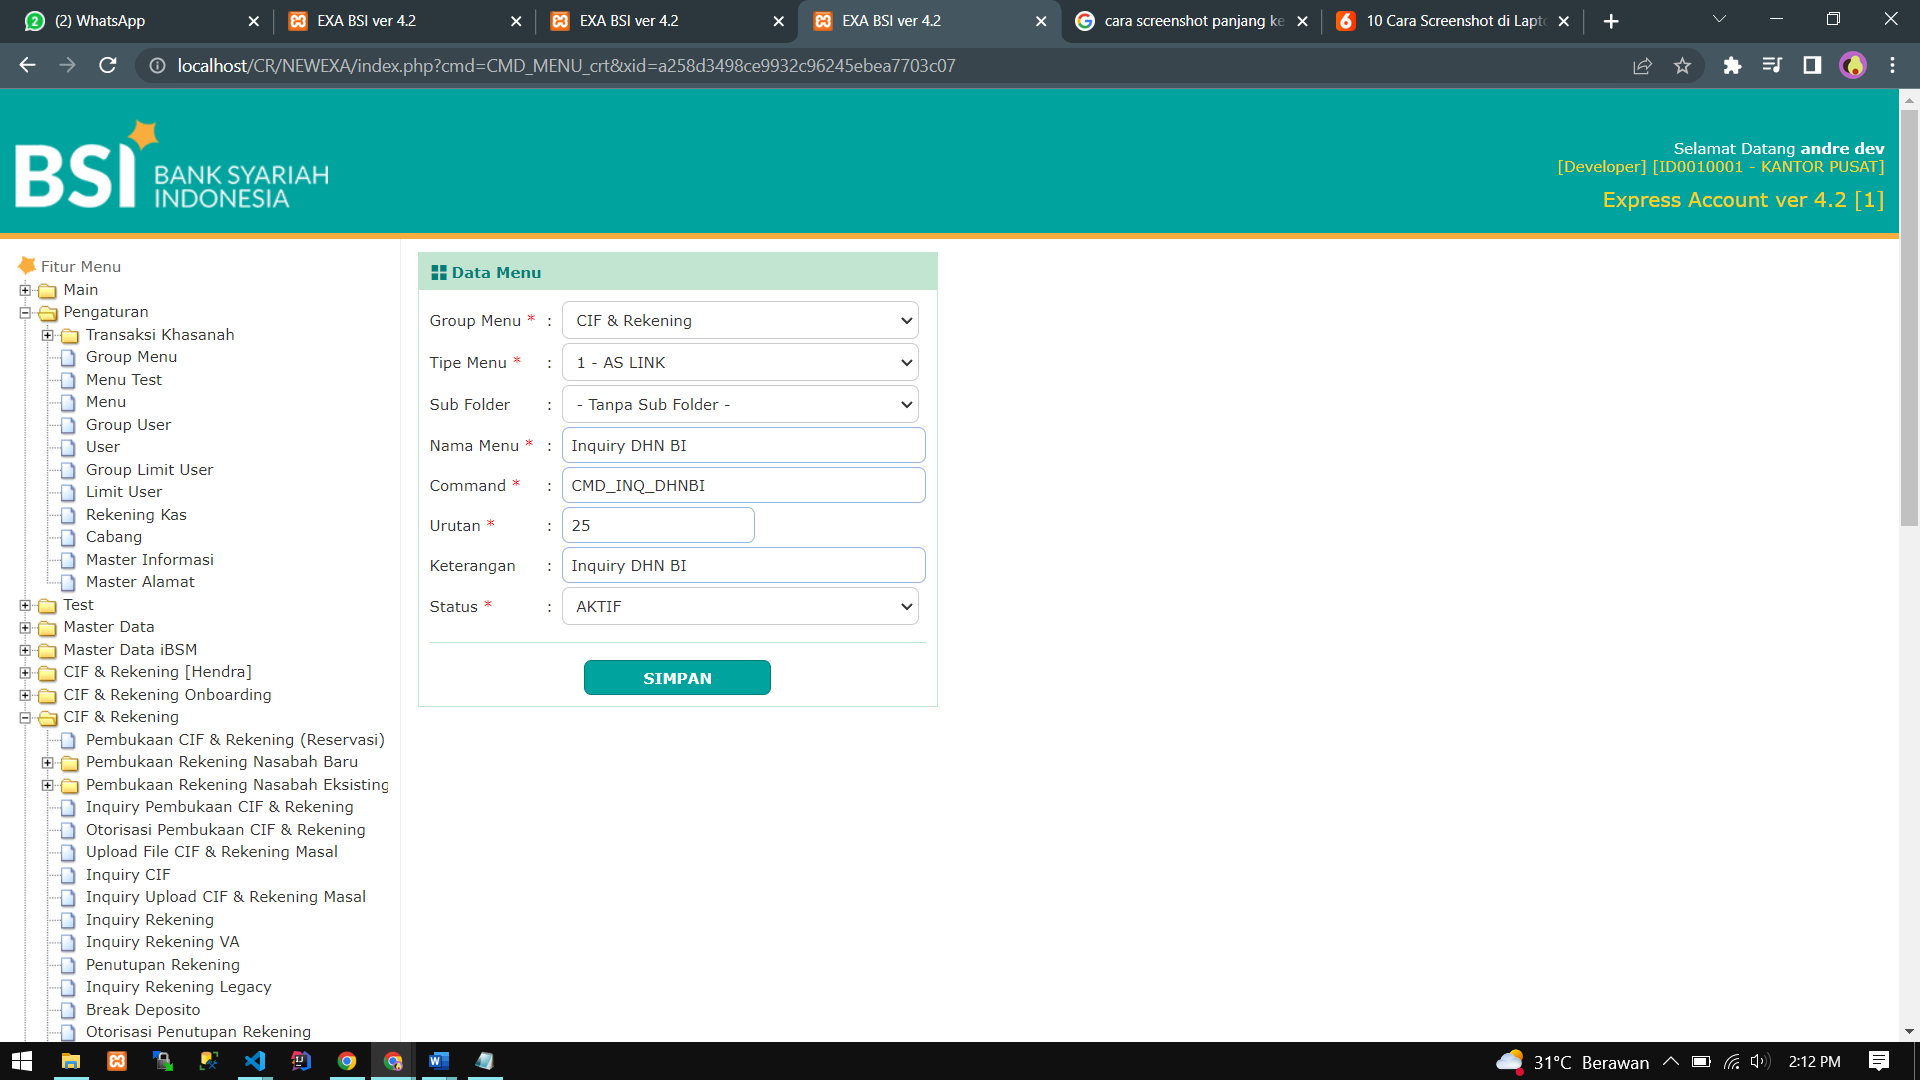 (2) WhatsApp
EXA BSI ver 4.2
EXA BSI ver 4.2
EXA BSI ver 4.2
cara screenshot panjang ke
10 Cara Screenshot di Lapt
localhost/CR/NEWEXA/index.php?cmd=CMD_MENU_crt&xid=a258d3498ce9932c96245ebea7703c07
BSI BANK SYARIAH
INDONESIA
Selamat Datang andre dev
[Developer] [ID0010001 - KANTOR PUSAT]
Express Account ver 4.2 [1]
Fitur Menu
Main
Pengaturan
Transaksi Khasanah
Group Menu
Menu Test
Menu
Group User
User
Group Limit User
Limit User
Rekening Kas
Cabang
Master Informasi
Master Alamat
Test
Master Data
Master Data iBSM
CIF & Rekening [Hendra]
CIF & Rekening Onboarding
CIF & Rekening
Pembukaan CIF & Rekening (Reservasi)
Pembukaan Rekening Nasabah Baru
Pembukaan Rekening Nasabah Eksisting
Inquiry Pembukaan CIF & Rekening
Otorisasi Pembukaan CIF & Rekening
Upload File CIF & Rekening Masal
Inquiry CIF
Inquiry Upload CIF & Rekening Masal
Inquiry Rekening
Inquiry Rekening VA
Penutupan Rekening
Inquiry Rekening Legacy
Break Deposito
Otorisasi Penutupan Rekening
Data Menu
Group Menu * : CIF & Rekening
Tipe Menu * : 1 - AS LINK
Sub Folder : - Tanpa Sub Folder -
Nama Menu * : Inquiry DHN BI
Command * : CMD_INQ_DHNBI
Urutan * : 25
Keterangan : Inquiry DHN BI
Status * : AKTIF
SIMPAN
31°C Berawan
2:12 PM